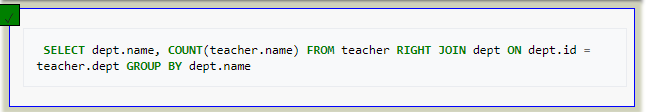 SELECT dept.name, COUNT(teacher.name) FROM teacher RIGHT JOIN dept ON dept.id =
teacher.dept GROUP BY dept.name